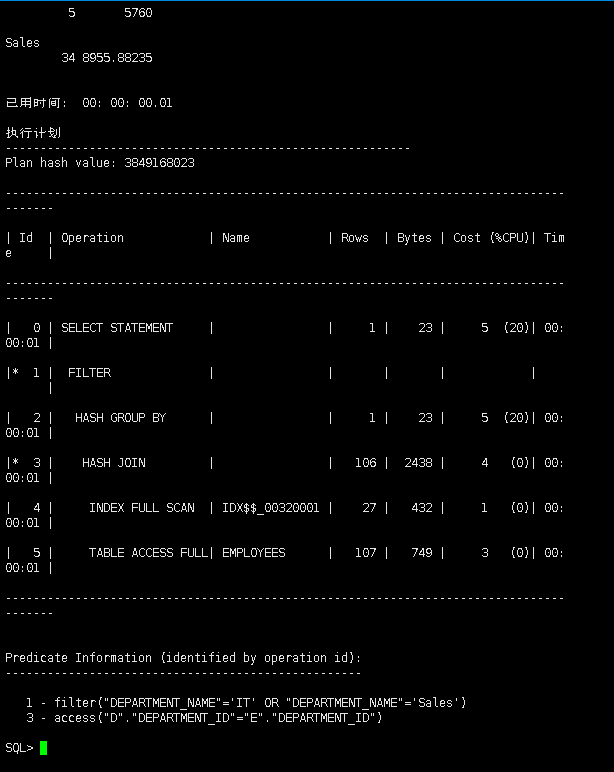 5       5760
Sales
        34 8955.88235
已用时间:  00: 00: 00.01
执行计划
----------------------------------------------------------
Plan hash value: 3849168023
--------------------------------------------------------------------------------
-------
| Id  | Operation            | Name           | Rows  | Bytes | Cost (%CPU)| Tim
e     |
--------------------------------------------------------------------------------
-------
|   0 | SELECT STATEMENT     |                |     1 |    23 |     5  (20)| 00:
00:01 |
|*  1 |  FILTER              |                |       |       |            |
      |
|   2 |   HASH GROUP BY      |                |     1 |    23 |     5  (20)| 00:
00:01 |
|*  3 |    HASH JOIN         |                |   106 |  2438 |     4   (0)| 00:
00:01 |
|   4 |     INDEX FULL SCAN  | IDX$$_00320001 |    27 |   432 |     1   (0)| 00:
00:01 |
|   5 |     TABLE ACCESS FULL| EMPLOYEES      |   107 |   749 |     3   (0)| 00:
00:01 |
--------------------------------------------------------------------------------
-------
Predicate Information (identified by operation id):
---------------------------------------------------
   1 - filter("DEPARTMENT_NAME"='IT' OR "DEPARTMENT_NAME"='Sales')
   3 - access("D"."DEPARTMENT_ID"="E"."DEPARTMENT_ID")
SQL>